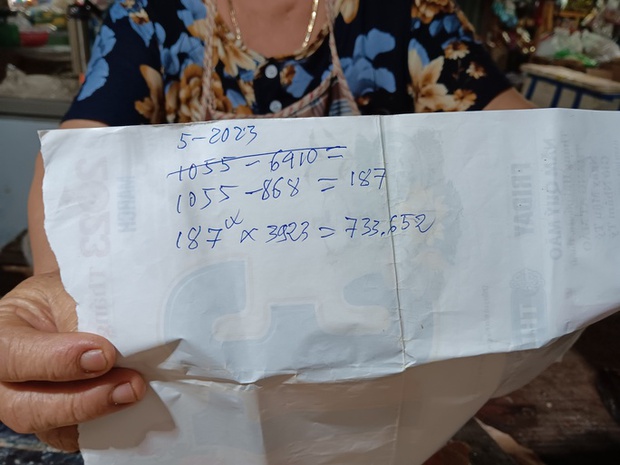 5-2023
1055 - 6910 =
1055 - 868 = 187
187 × 3923 = 733.652